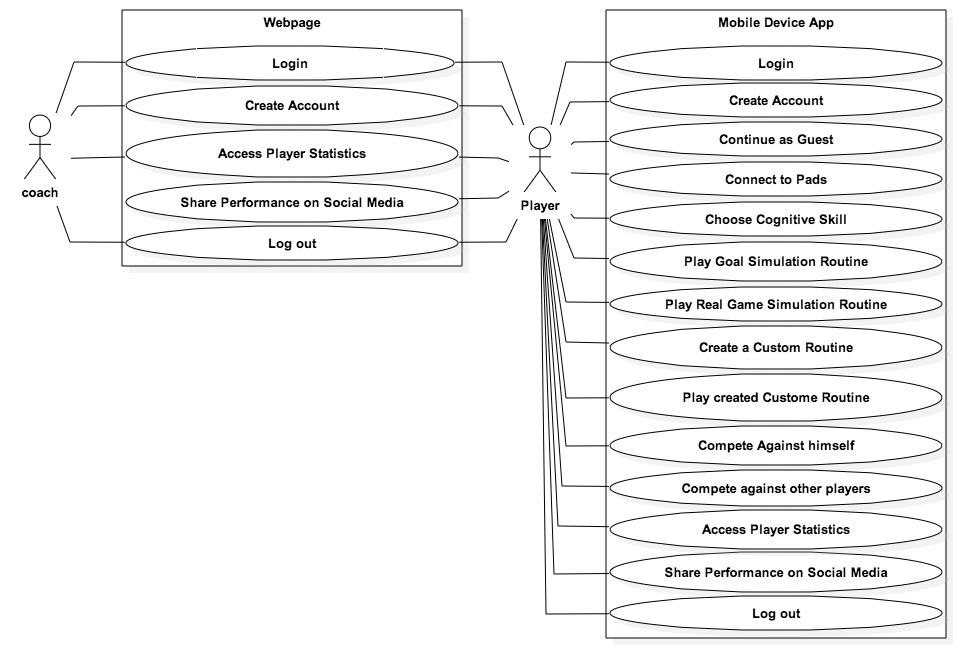 Webpage
Login
Create Account
Access Player Statistics
Share Performance on Social Media
Log out
coach
Player
Mobile Device App
Login
Create Account
Continue as Guest
Connect to Pads
Choose Cognitive Skill
Play Goal Simulation Routine
Play Real Game Simulation Routine
Create a Custom Routine
Play created Custome Routine
Compete Against himself
Compete against other players
Access Player Statistics
Share Performance on Social Media
Log out